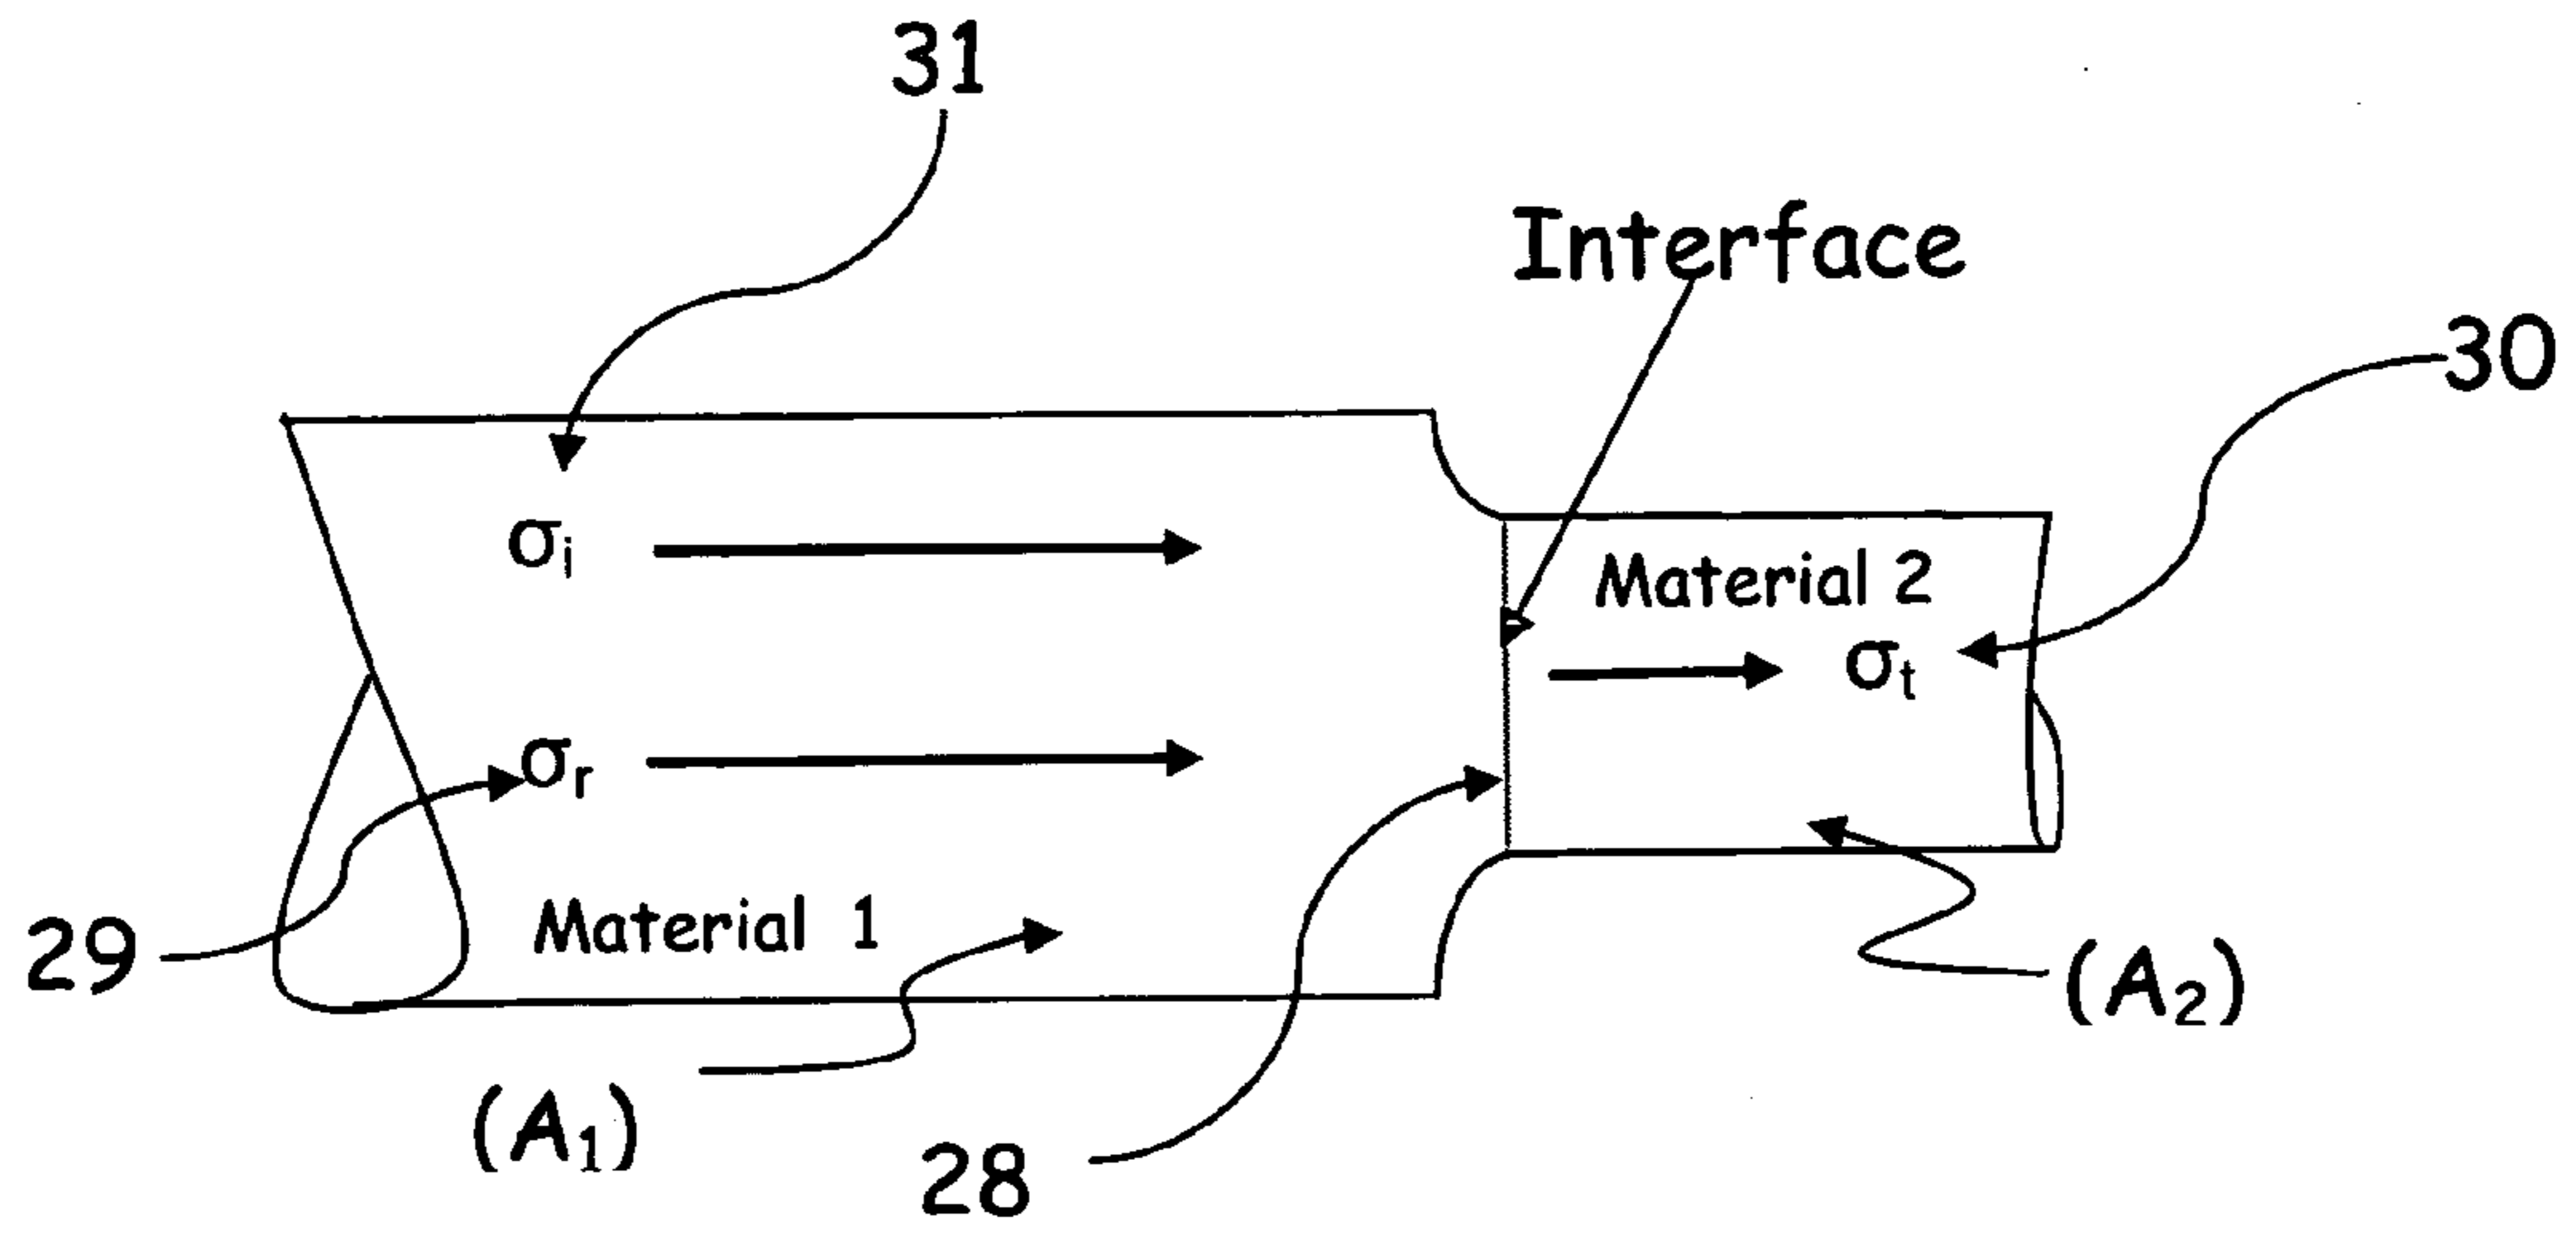 31
Interface
30
σi
Material 2
σt
σr
29
Material 1
(A2)
(A1)
28